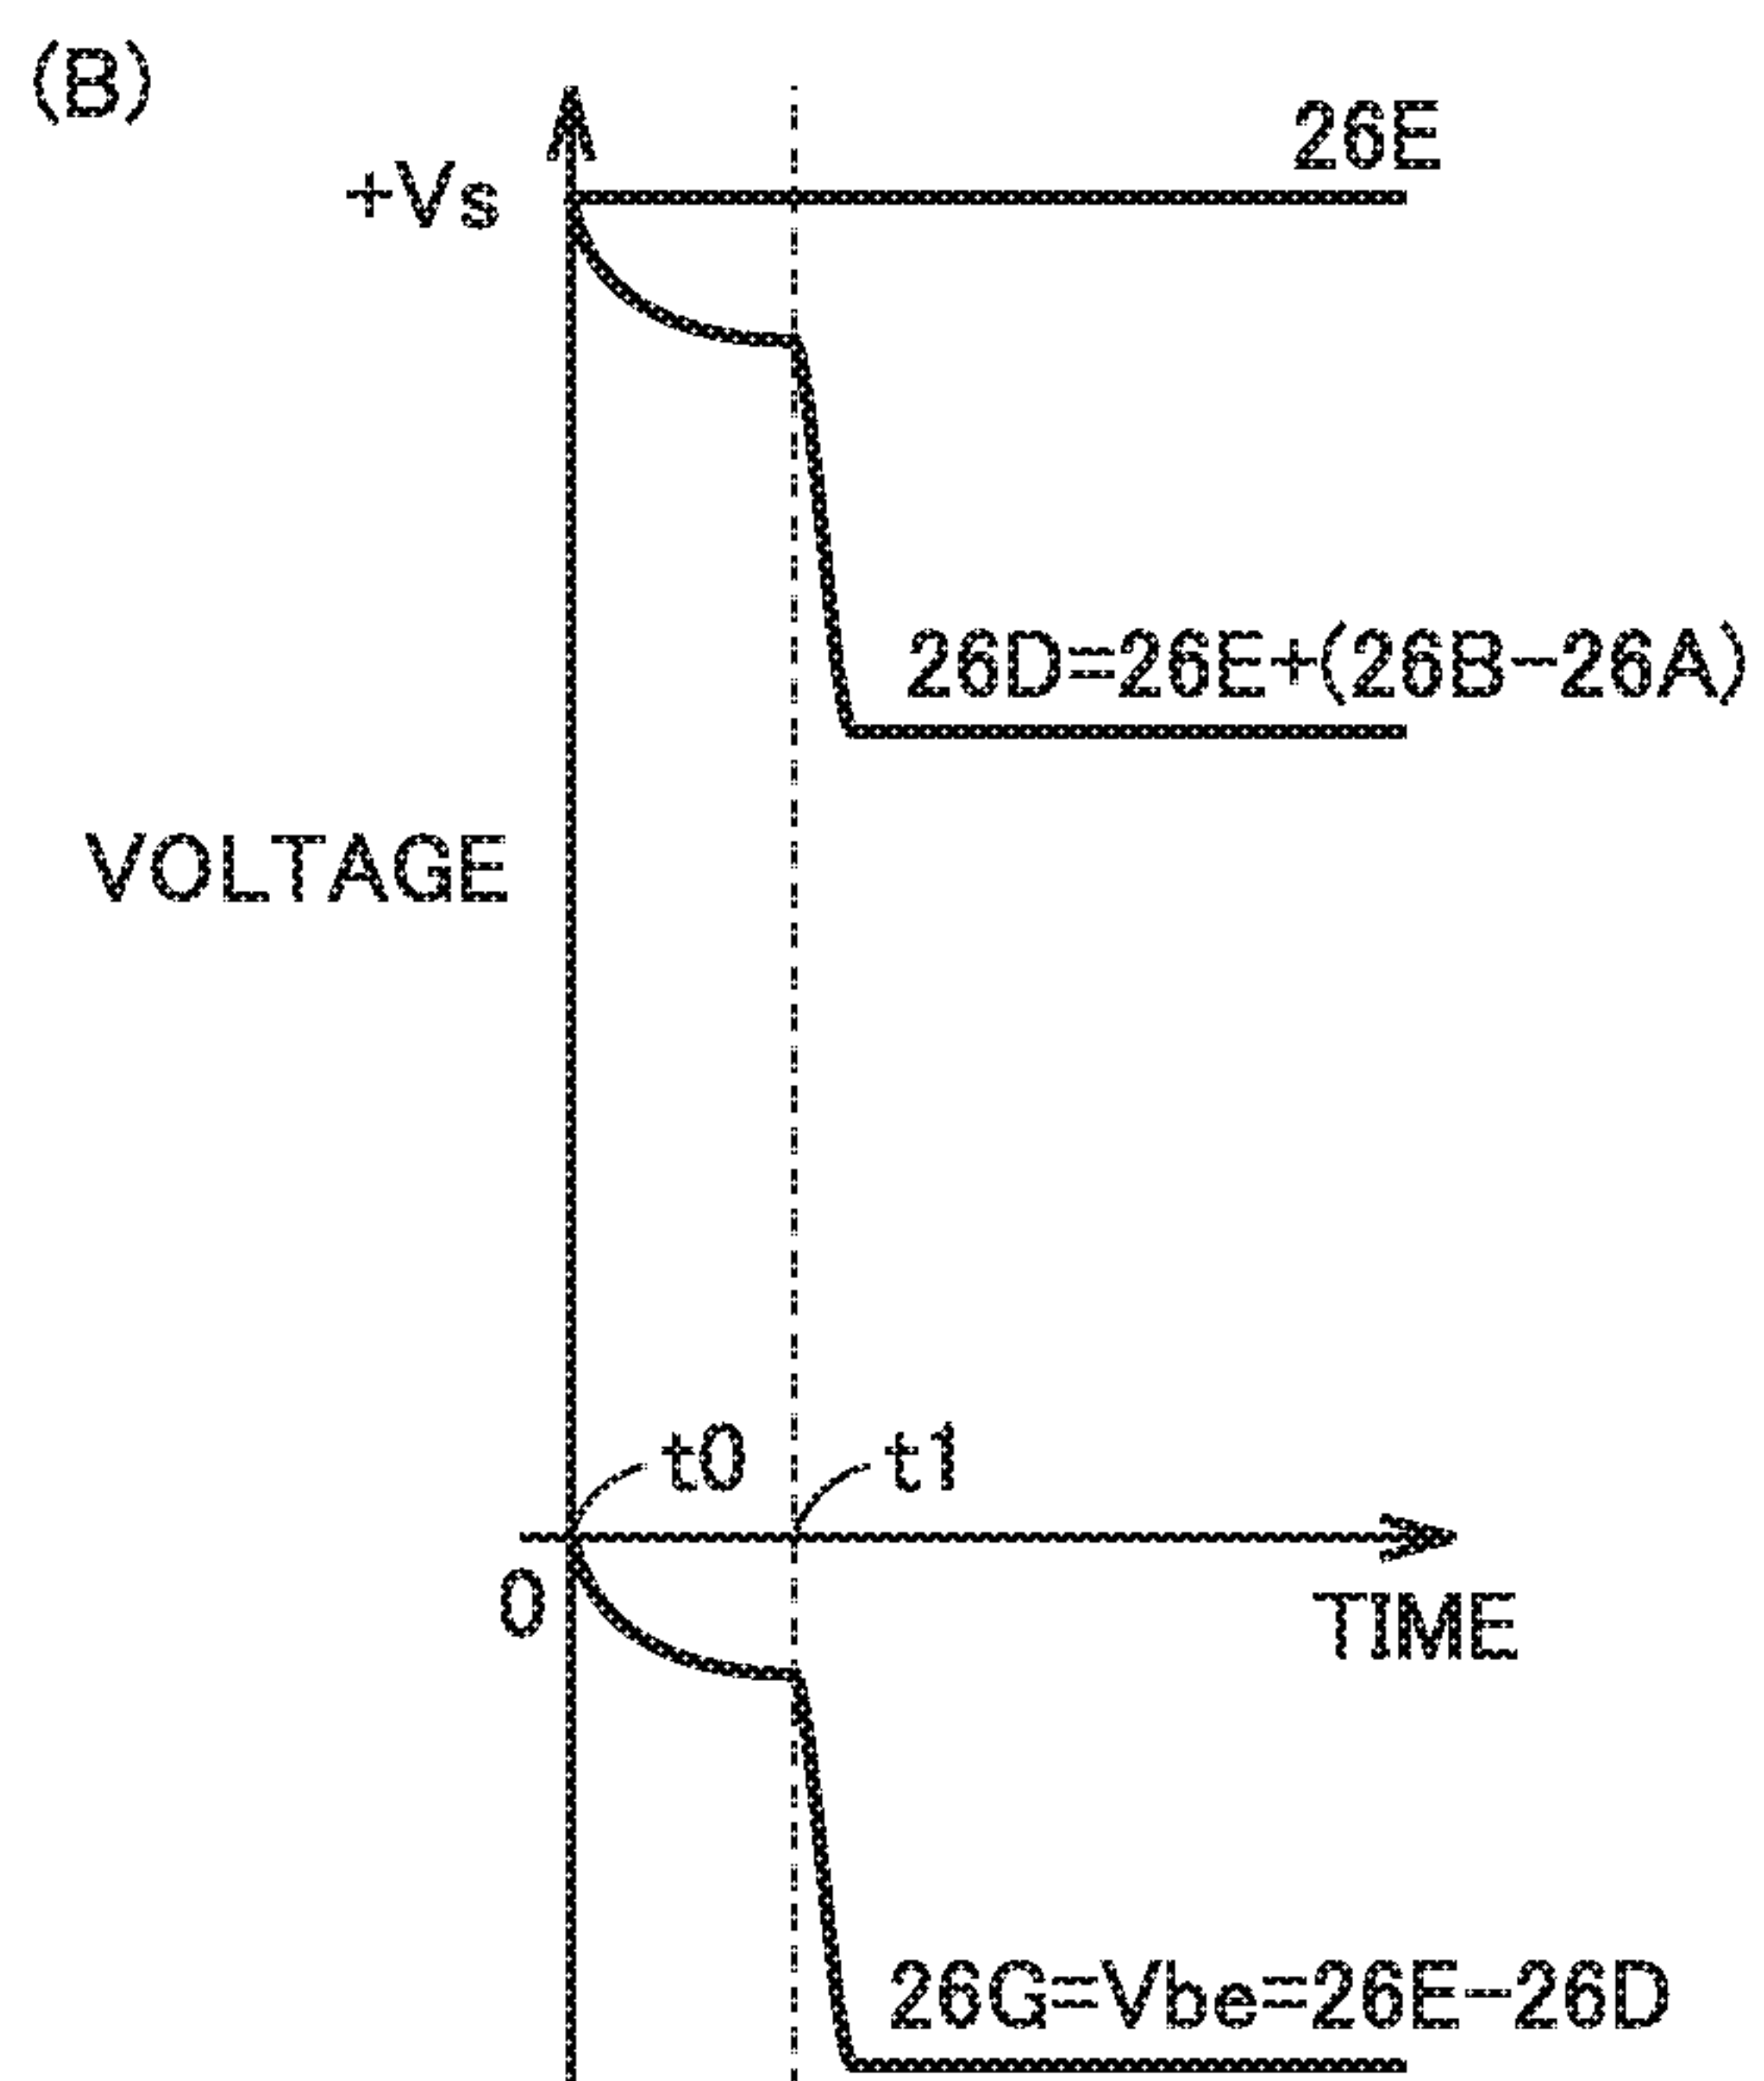 (B)
26E
+Vs
26D=26E+(26B-26A)
VOLTAGE
t0
t1
0
TIME
26G=Vbe=26E-26D